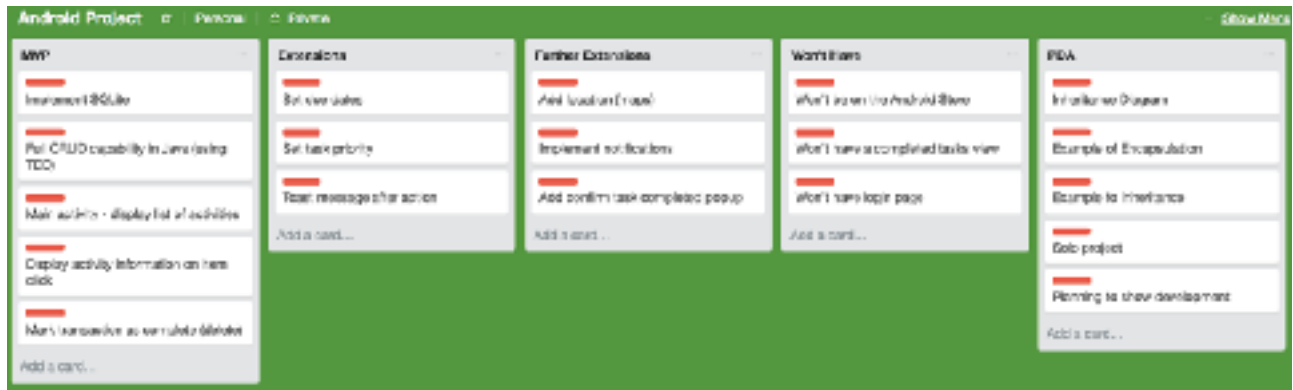 Android Project Personal Private Show Menu
MVP
Implement SQLite
Full CRUD capability in Java (using
TDD)
Main activity - display list of activities
Display activity information on item
click
Mark transaction as complete (delete)
Add a card...
Extensions
Set due dates
Set task priority
Toast message after action
Add a card...
Further Extensions
Add location (maps)
Implement notifications
Add confirm task completed popup
Add a card...
Won't Have
Won't be on the Android Store
Won't have a completed tasks view
Won't have login page
Add a card...
PDA
Inheritance Diagram
Example of Encapsulation
Example to Inheritance
Solo project
Planning to show development
Add a card...